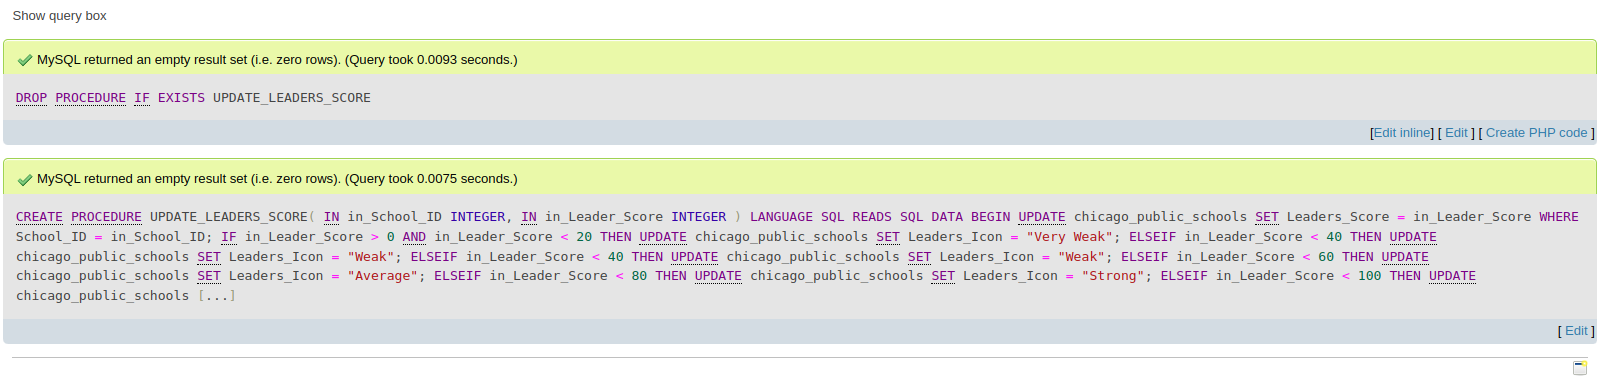 Show query box
MySQL returned an empty result set (i.e. zero rows). (Query took 0.0093 seconds.)
DROP PROCEDURE IF EXISTS UPDATE_LEADERS_SCORE
[Edit inline] [ Edit ] [ Create PHP code ]
MySQL returned an empty result set (i.e. zero rows). (Query took 0.0075 seconds.)
CREATE PROCEDURE UPDATE_LEADERS_SCORE( IN in_School_ID INTEGER, IN in_Leader_Score INTEGER ) LANGUAGE SQL READS SQL DATA BEGIN UPDATE chicago_public_schools SET Leaders_Score = in_Leader_Score WHERE
School_ID = in_School_ID; IF in_Leader_Score > 0 AND in_Leader_Score < 20 THEN UPDATE chicago_public_schools SET Leaders_Icon = "Very Weak"; ELSEIF in_Leader_Score < 40 THEN UPDATE
chicago_public_schools SET Leaders_Icon = "Weak"; ELSEIF in_Leader_Score < 40 THEN UPDATE chicago_public_schools SET Leaders_Icon = "Weak"; ELSEIF in_Leader_Score < 60 THEN UPDATE
chicago_public_schools SET Leaders_Icon = "Average"; ELSEIF in_Leader_Score < 80 THEN UPDATE chicago_public_schools SET Leaders_Icon = "Strong"; ELSEIF in_Leader_Score < 100 THEN UPDATE
chicago_public_schools [...]
[ Edit ]